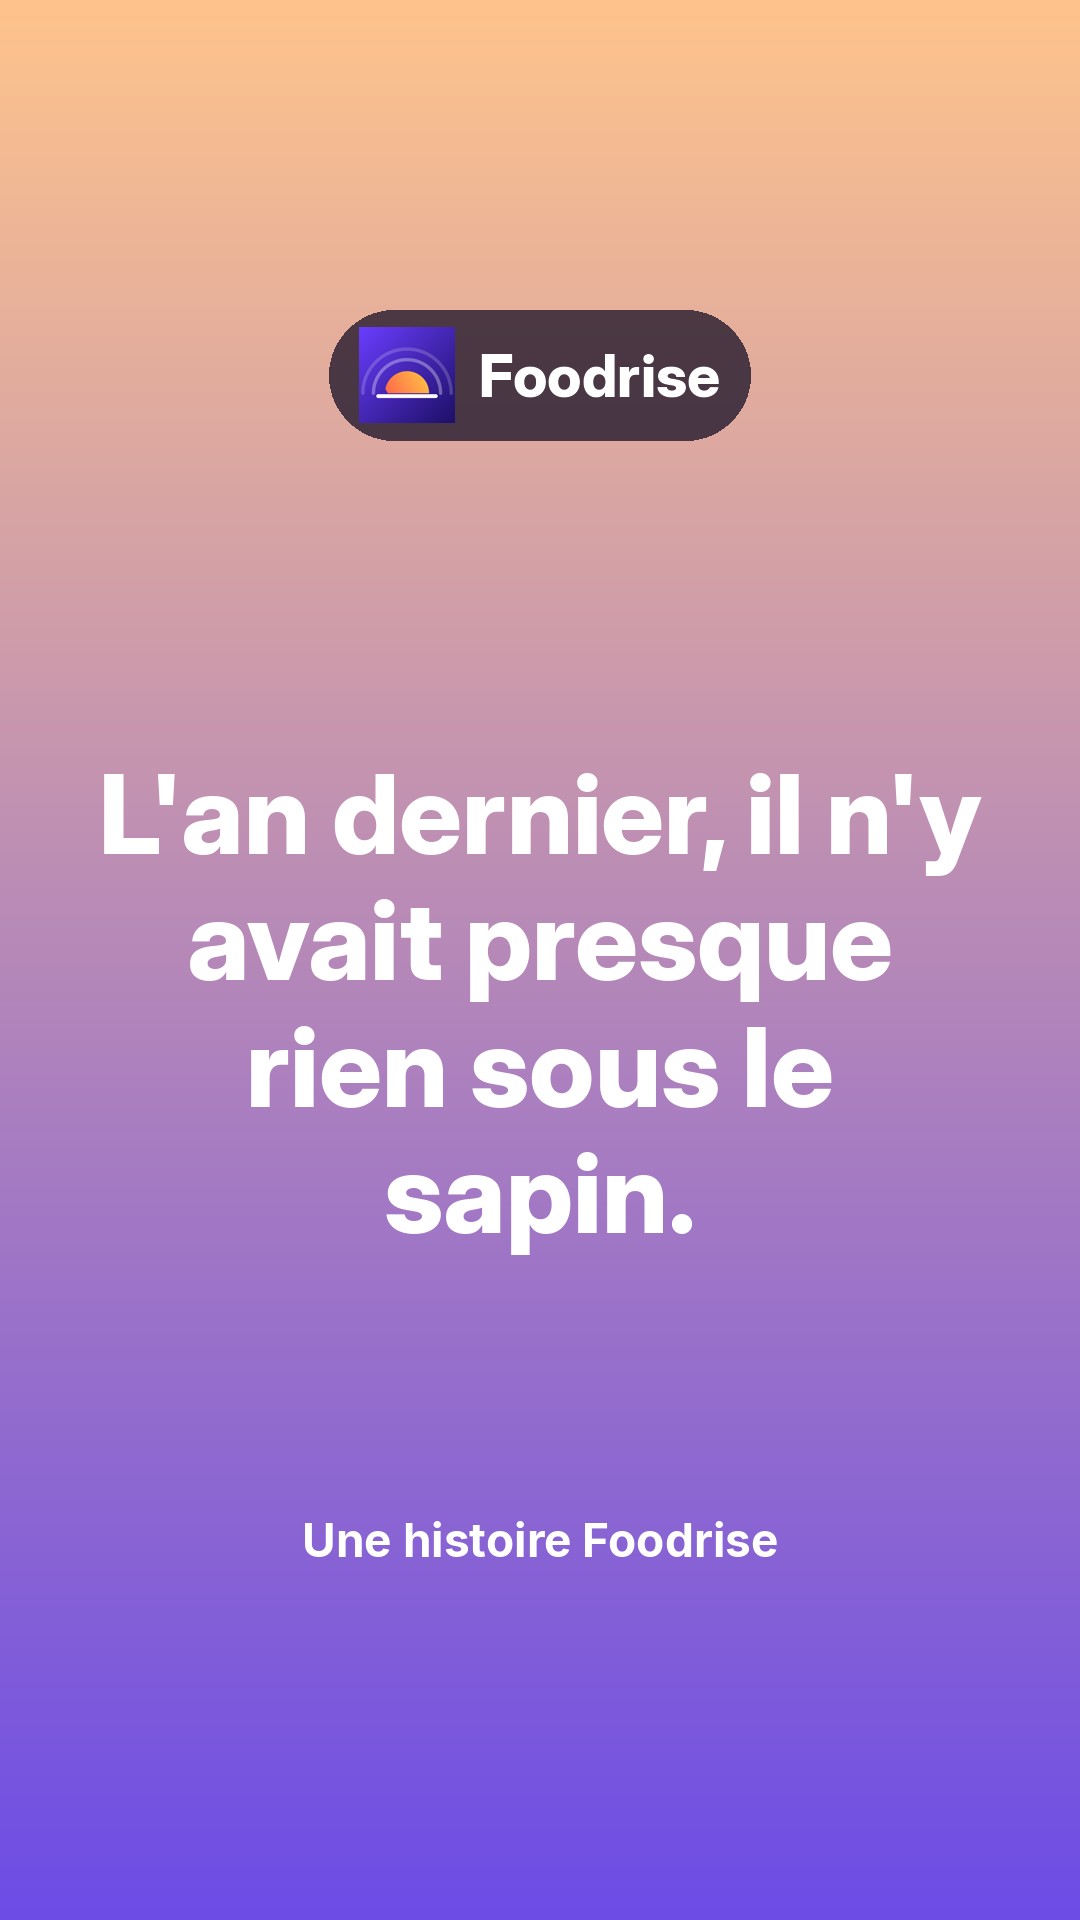 Foodrise
L'an dernier, il n'y
avait presque
rien sous le
sapin.
Une histoire Foodrise